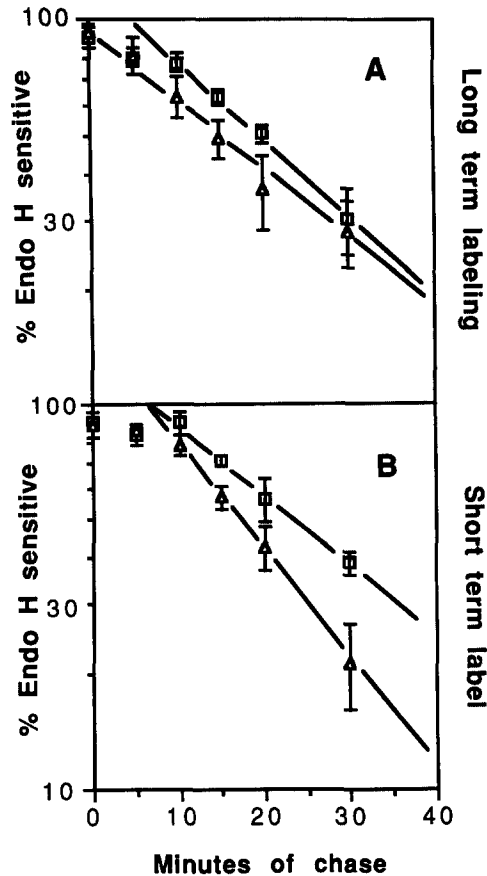 100
A
% Endo H sensitive
Long term labeling
30
100
B
% Endo H sensitive
Short term label
30
10
0 10 20 30 40
Minutes of chase